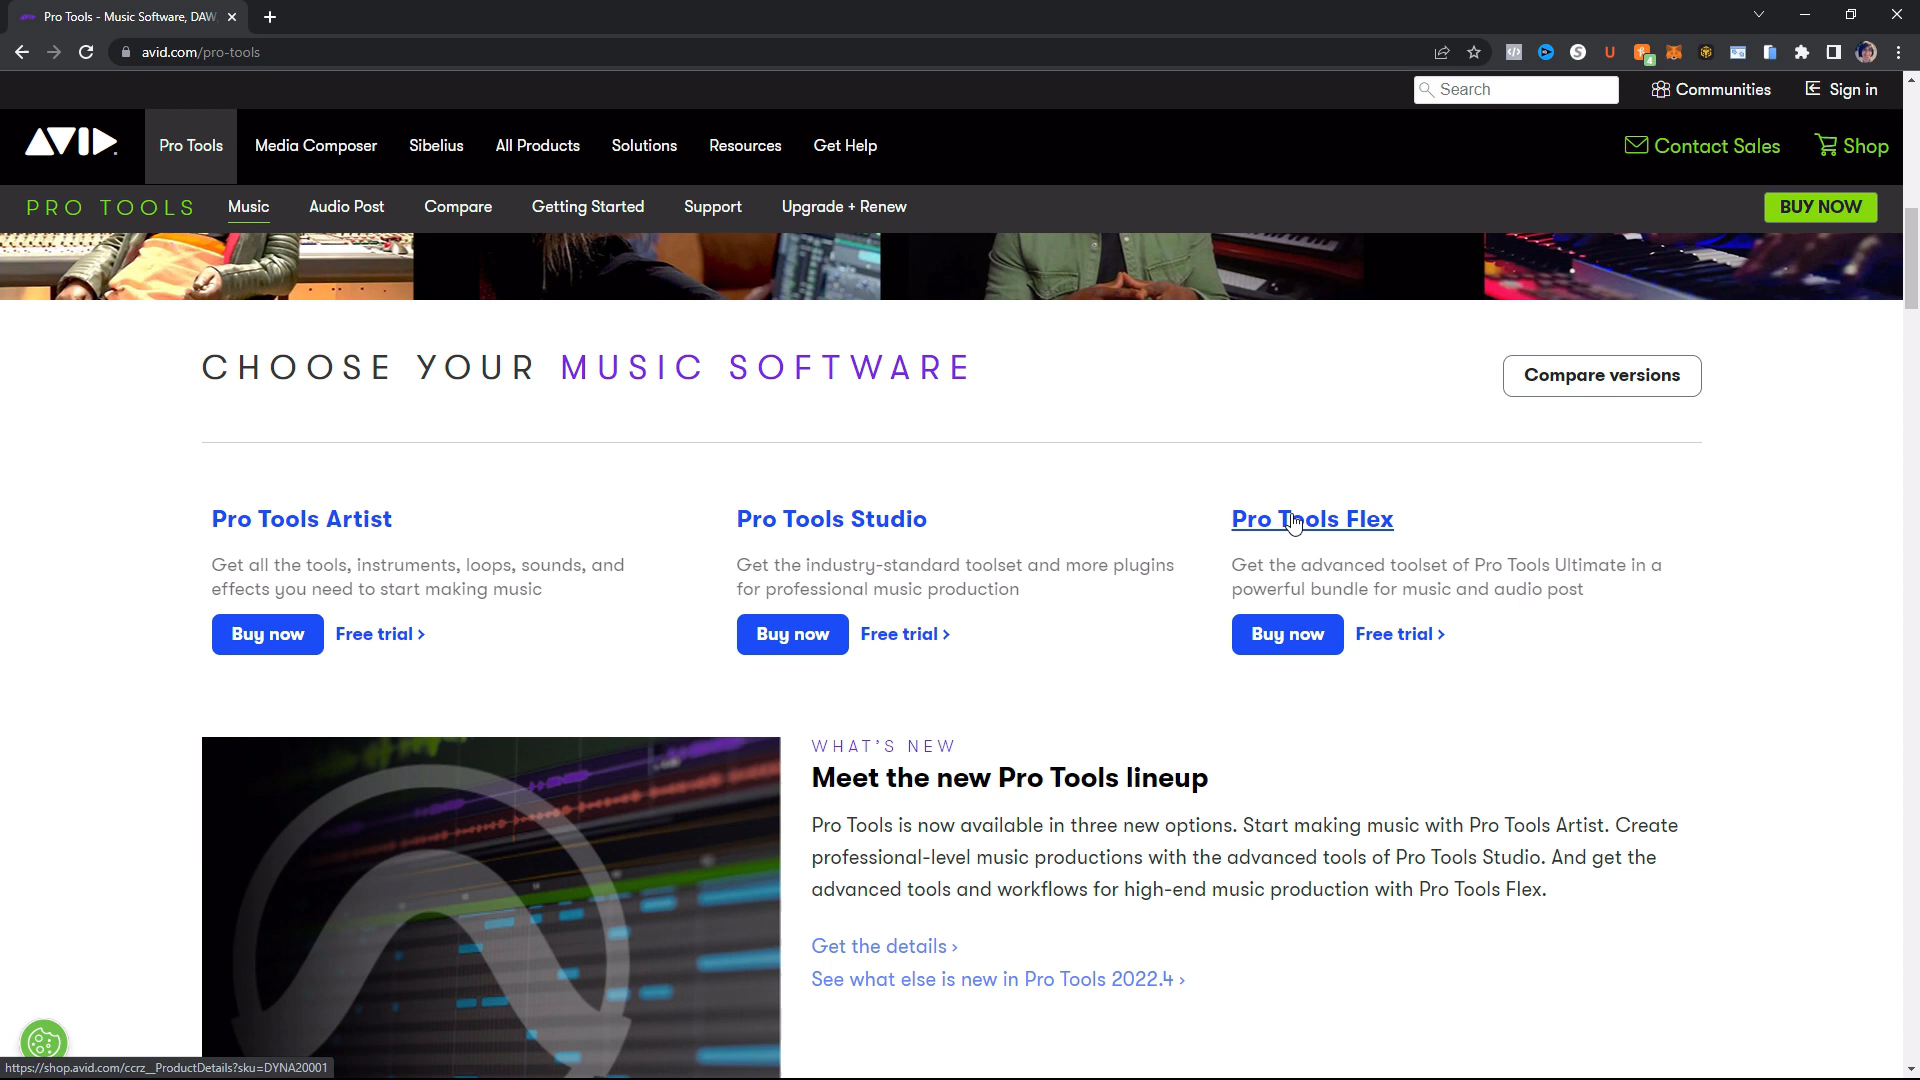 Pro Tools - Music Software, DAW
avid.com/pro-tools
4
Search
Communities
Sign in
AVID
Pro Tools
Media Composer
Sibelius
All Products
Solutions
Resources
Get Help
Contact Sales
Shop
PRO TOOLS
Music
Audio Post
Compare
Getting Started
Support
Upgrade + Renew
BUY NOW
CHOOSE YOUR MUSIC SOFTWARE
Compare versions
Pro Tools Artist
Get all the tools, instruments, loops, sounds, and
effects you need to start making music
Buy now
Free trial ›
Pro Tools Studio
Get the industry-standard toolset and more plugins
for professional music production
Buy now
Free trial ›
Pro Tools Flex
Get the advanced toolset of Pro Tools Ultimate in a
powerful bundle for music and audio post
Buy now
Free trial ›
WHAT'S NEW
Meet the new Pro Tools lineup
Pro Tools is now available in three new options. Start making music with Pro Tools Artist. Create
professional-level music productions with the advanced tools of Pro Tools Studio. And get the
advanced tools and workflows for high-end music production with Pro Tools Flex.
Get the details ›
See what else is new in Pro Tools 2022.4 ›
https://shop.avid.com/ccrz__ProductDetails?sku=DYNA20001